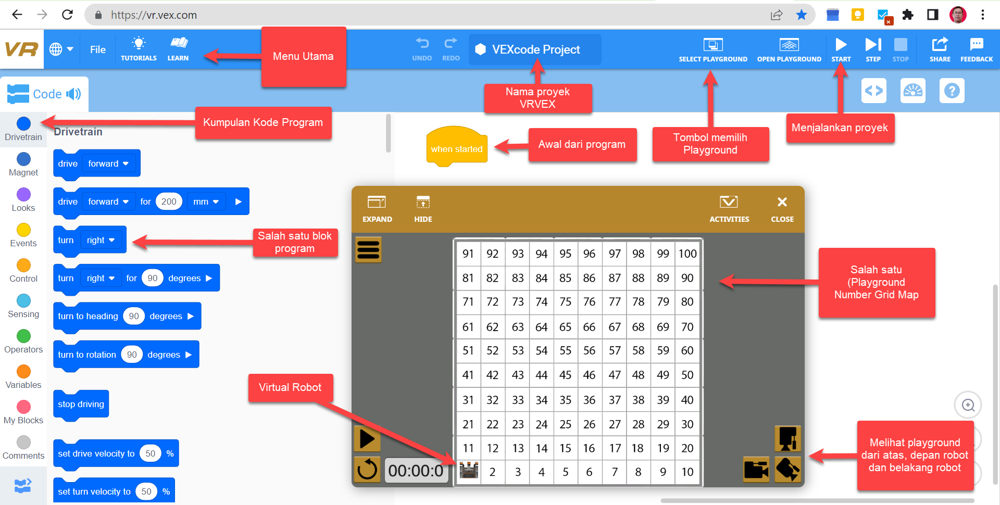 https://vr.vex.com
VR
File
TUTORIALS
LEARN
Menu Utama
UNDO
REDO
VEXcode Project
SELECT PLAYGROUND
OPEN PLAYGROUND
START
STEP
STOP
SHARE
FEEDBACK
Code
Nama proyek
VRVEX
Kumpulan Kode Program
Menjalankan proyek
Tombol memilih
Playground
Awal dari program
when started
Drivetrain
Magnet
Looks
Events
Control
Sensing
Operators
Variables
My Blocks
Comments
Drivetrain
drive forward
drive forward for 200 mm
turn right
Salah satu blok
program
turn right for 90 degrees
turn to heading 90 degrees
turn to rotation 90 degrees
stop driving
set drive velocity to 50 %
set turn velocity to 50 %
Virtual Robot
EXPAND
HIDE
ACTIVITIES
CLOSE
91 92 93 94 95 96 97 98 99 100
81 82 83 84 85 86 87 88 89 90
71 72 73 74 75 76 77 78 79 80
61 62 63 64 65 66 67 68 69 70
51 52 53 54 55 56 57 58 59 60
41 42 43 44 45 46 47 48 49 50
31 32 33 34 35 36 37 38 39 40
21 22 23 24 25 26 27 28 29 30
11 12 13 14 15 16 17 18 19 20
2 3 4 5 6 7 8 9 10
00:00:0
Salah satu
(Playground
Number Grid Map
Melihat playground
dari atas, depan robot
dan belakang robot